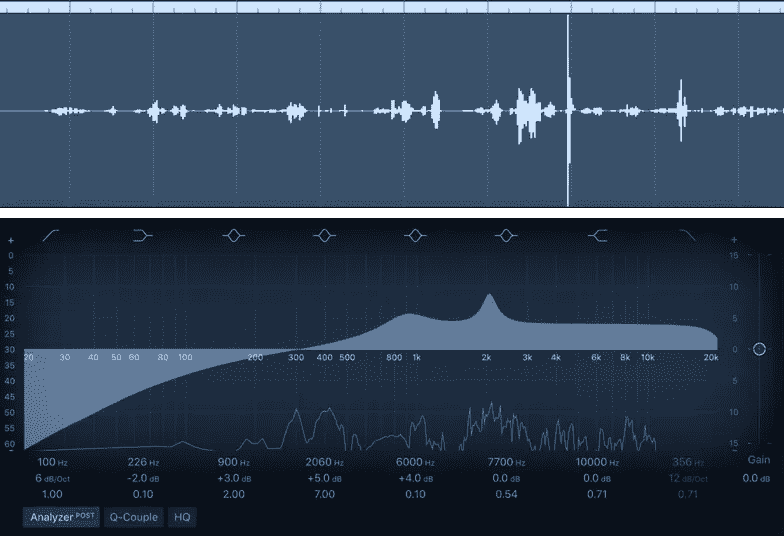 + +
0 15
5
10 10
15
20 5
25
30 20 30 40 50 60 80 100 200 300 400 500 800 1k 2k 3k 4k 6k 8k 10k 20k 0
35
40 5
45
50 10
55
60 15
100 Hz 226 Hz 900 Hz 2060 Hz 6000 Hz 7700 Hz 10000 Hz 356 Hz Gain
6 dB/Oct -2.0 dB +3.0 dB +5.0 dB +4.0 dB 0.0 dB 0.0 dB 12 dB/Oct 0.0 dB
1.00 0.10 2.00 7.00 0.10 0.54 0.71 0.71
Analyzer POST Q-Couple HQ